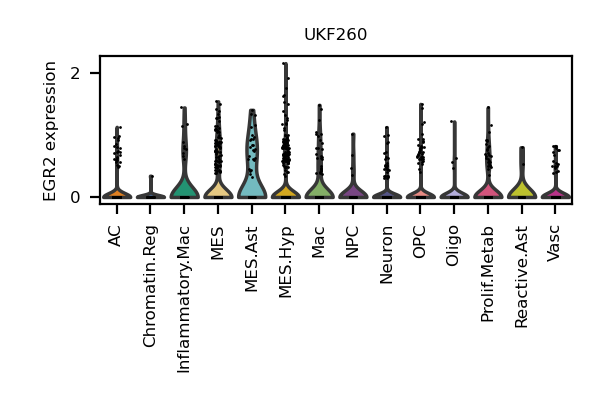 UKF260
EGR2 expression
2
0
AC
Chromatin.Reg
Inflammatory.Mac
MES
MES.Ast
MES.Hyp
Mac
NPC
Neuron
OPC
Oligo
Prolif.Metab
Reactive.Ast
Vasc